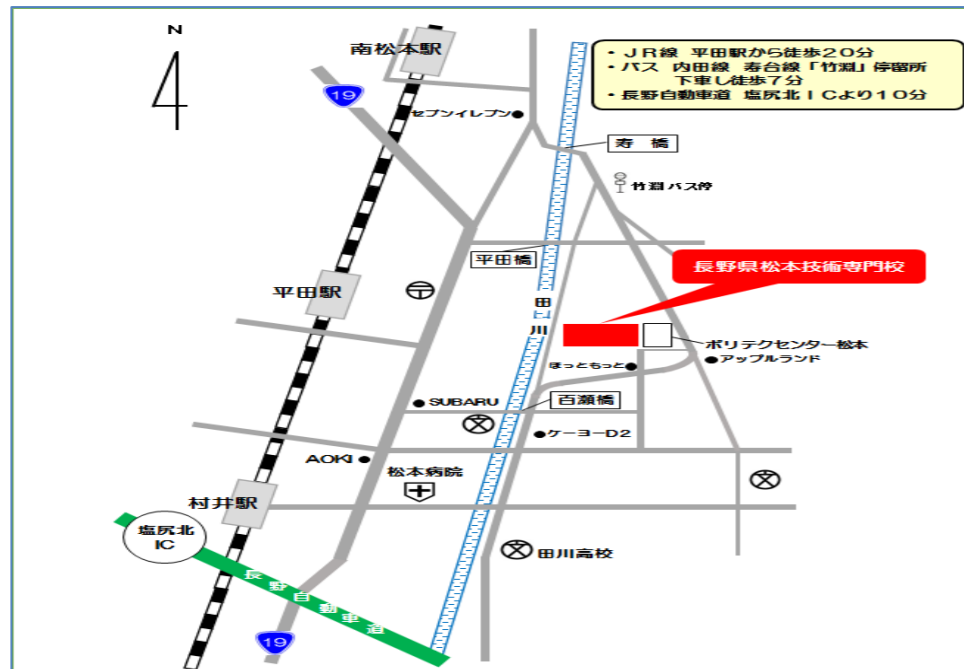 N
南松本駅
19
セブンイレブン
・ＪＲ線 平田駅から徒歩２０分
・バス 内田線 寿台線「竹淵」停留所
下車し徒歩７分
・長野自動車道 塩尻北ＩＣより１０分
寿 橋
竹淵バス停
平田橋
長野県松本技術専門校
平田駅
田川
ポリテクセンター松本
アップルランド
ほっともっと
SUBARU
百瀬橋
ケーヨーD2
AOKI
松本病院
村井駅
塩尻北
IC
田川高校
長野自動車道
19